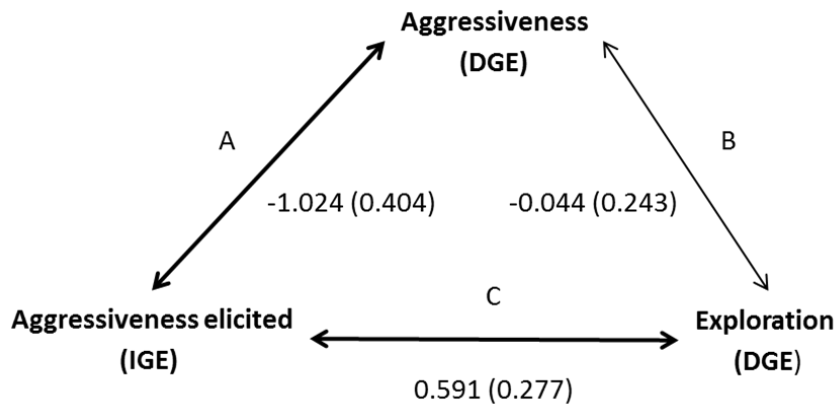 Aggressiveness
(DGE)
A
B
-1.024 (0.404)
-0.044 (0.243)
C
Aggressiveness elicited
(IGE)
Exploration
(DGE)
0.591 (0.277)